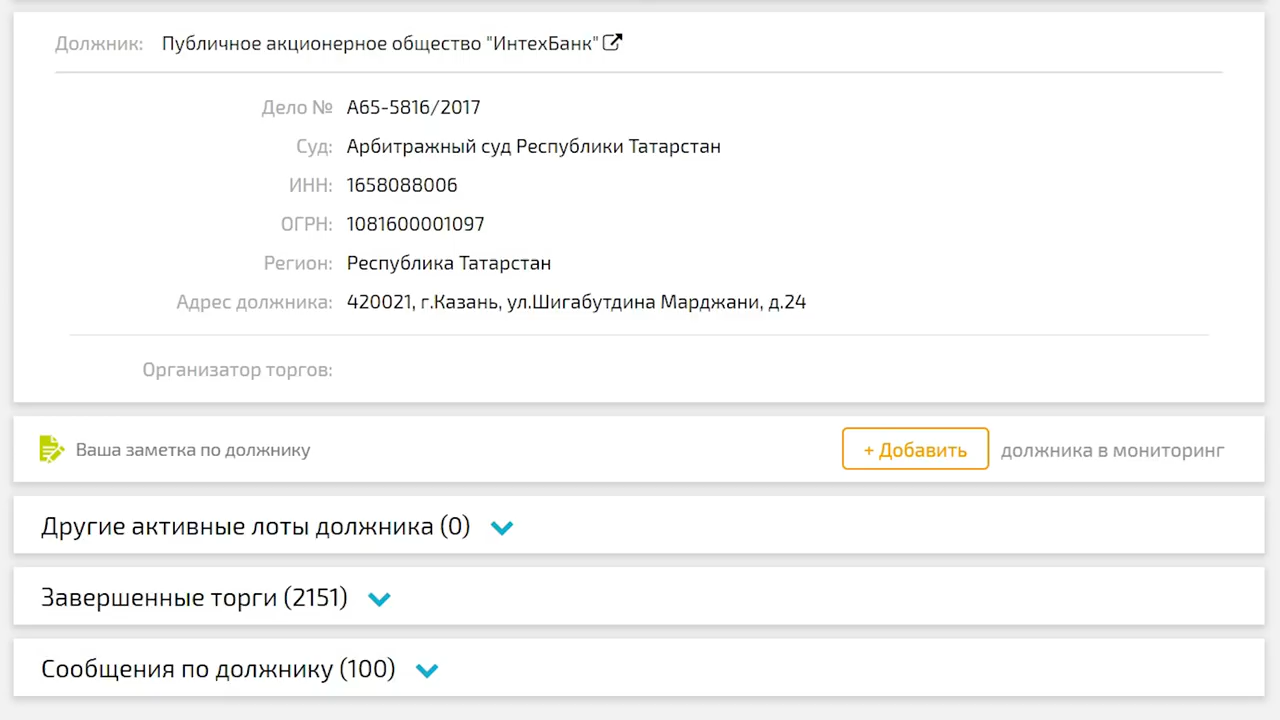 Должник: Публичное акционерное общество "ИнтехБанк"
Дело № А65-5816/2017
Суд: Арбитражный суд Республики Татарстан
ИНН: 1658088006
ОГРН: 1081600001097
Регион: Республика Татарстан
Адрес должника: 420021, г.Казань, ул.Шигабутдина Марджани, д.24
Организатор торгов:
Ваша заметка по должнику + Добавить должника в мониторинг
Другие активные лоты должника (0)
Завершенные торги (2151)
Сообщения по должнику (100)